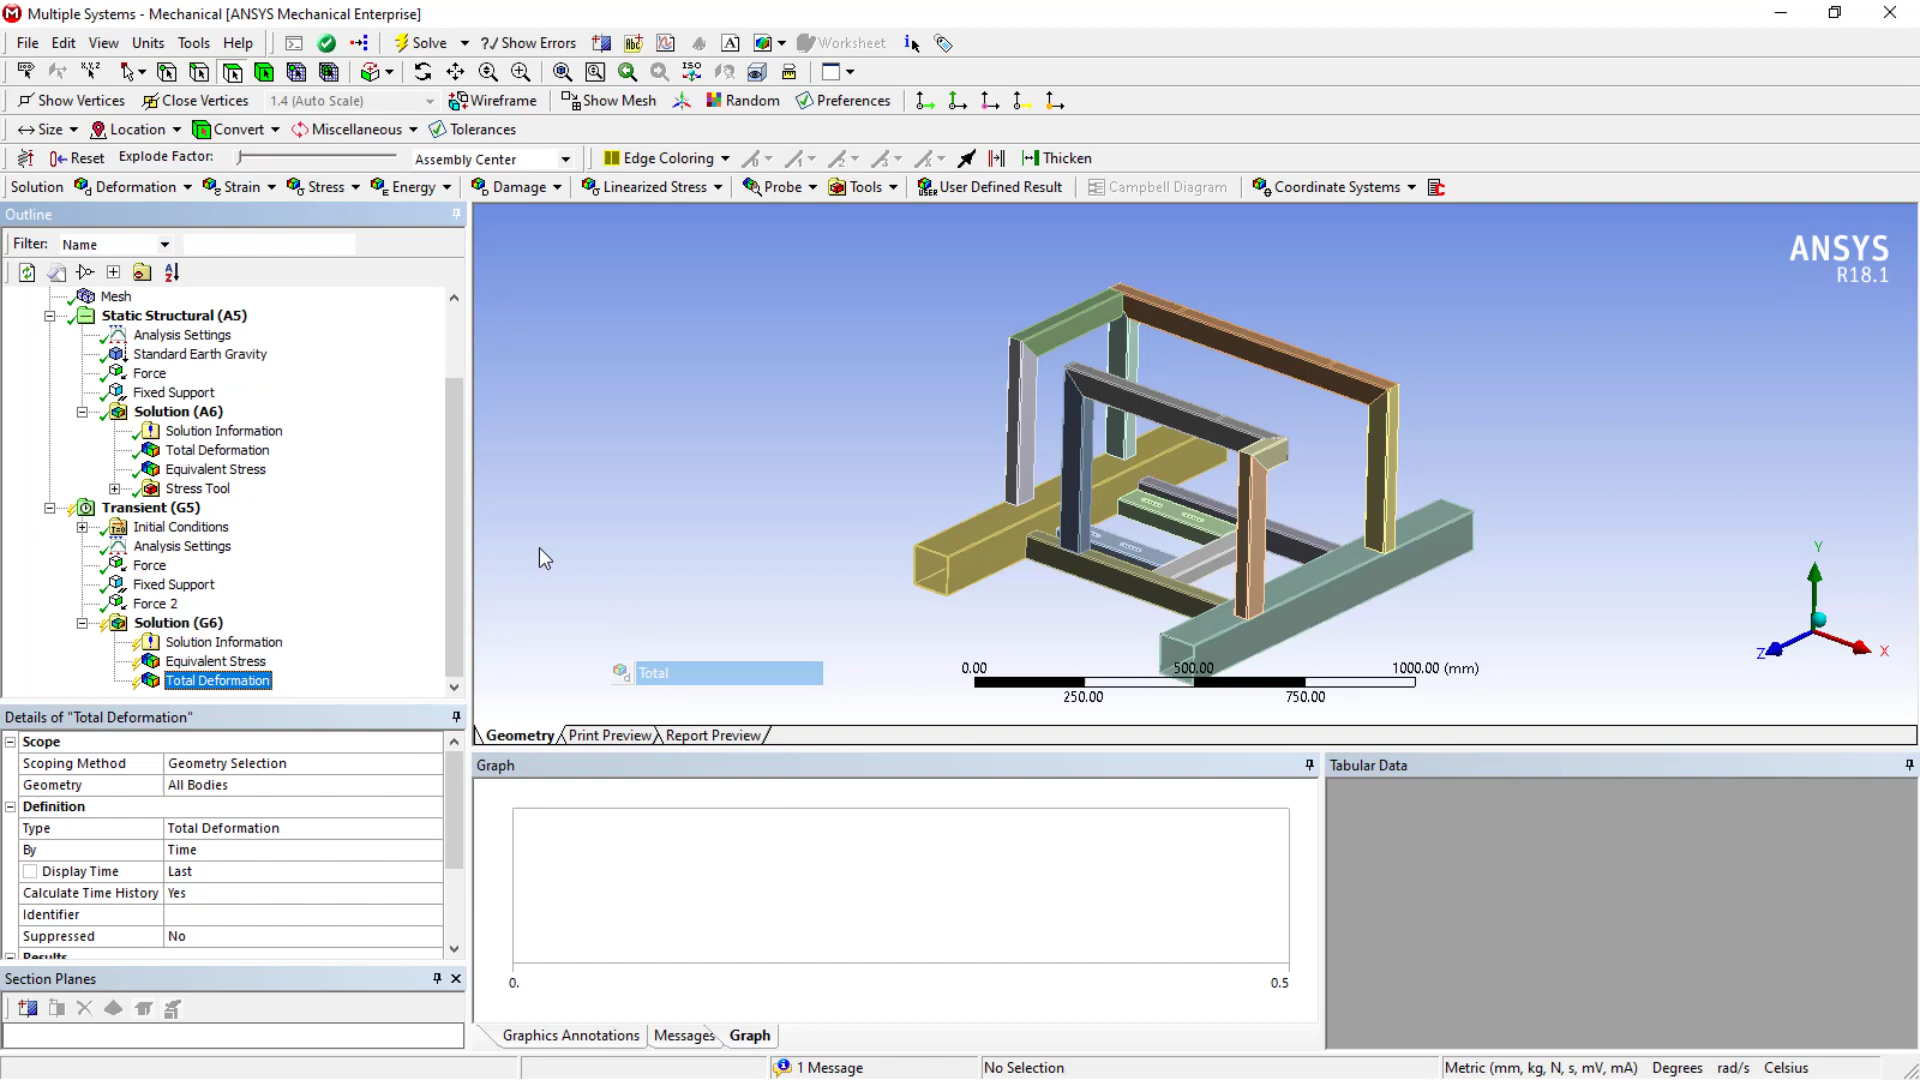 Multiple Systems - Mechanical [ANSYS Mechanical Enterprise]
File Edit View Units Tools Help Solve ?/ Show Errors Worksheet
Show Vertices Close Vertices 1.4 (Auto Scale) Wireframe Show Mesh Random Preferences
Size Location Convert Miscellaneous Tolerances
Reset Explode Factor: Assembly Center Edge Coloring Thicken
Solution Deformation Strain Stress Energy Damage Linearized Stress Probe Tools User Defined Result Campbell Diagram Coordinate Systems
Outline
Filter: Name
Mesh
Static Structural (A5)
Analysis Settings
Standard Earth Gravity
Force
Fixed Support
Solution (A6)
Solution Information
Total Deformation
Equivalent Stress
Stress Tool
Transient (G5)
Initial Conditions
Analysis Settings
Force
Fixed Support
Force 2
Solution (G6)
Solution Information
Equivalent Stress
Total Deformation
ANSYS
R18.1
Y
Z
X
Total
0.00 500.00 1000.00 (mm)
250.00 750.00
Geometry Print Preview Report Preview
Details of "Total Deformation"
Scope
Scoping Method Geometry Selection
Geometry All Bodies
Definition
Type Total Deformation
By Time
Display Time Last
Calculate Time History Yes
Identifier
Suppressed No
Results
Section Planes
Graph
0. 0.5
Graphics Annotations Messages Graph
Tabular Data
1 Message No Selection Metric (mm, kg, N, s, mV, mA) Degrees rad/s Celsius